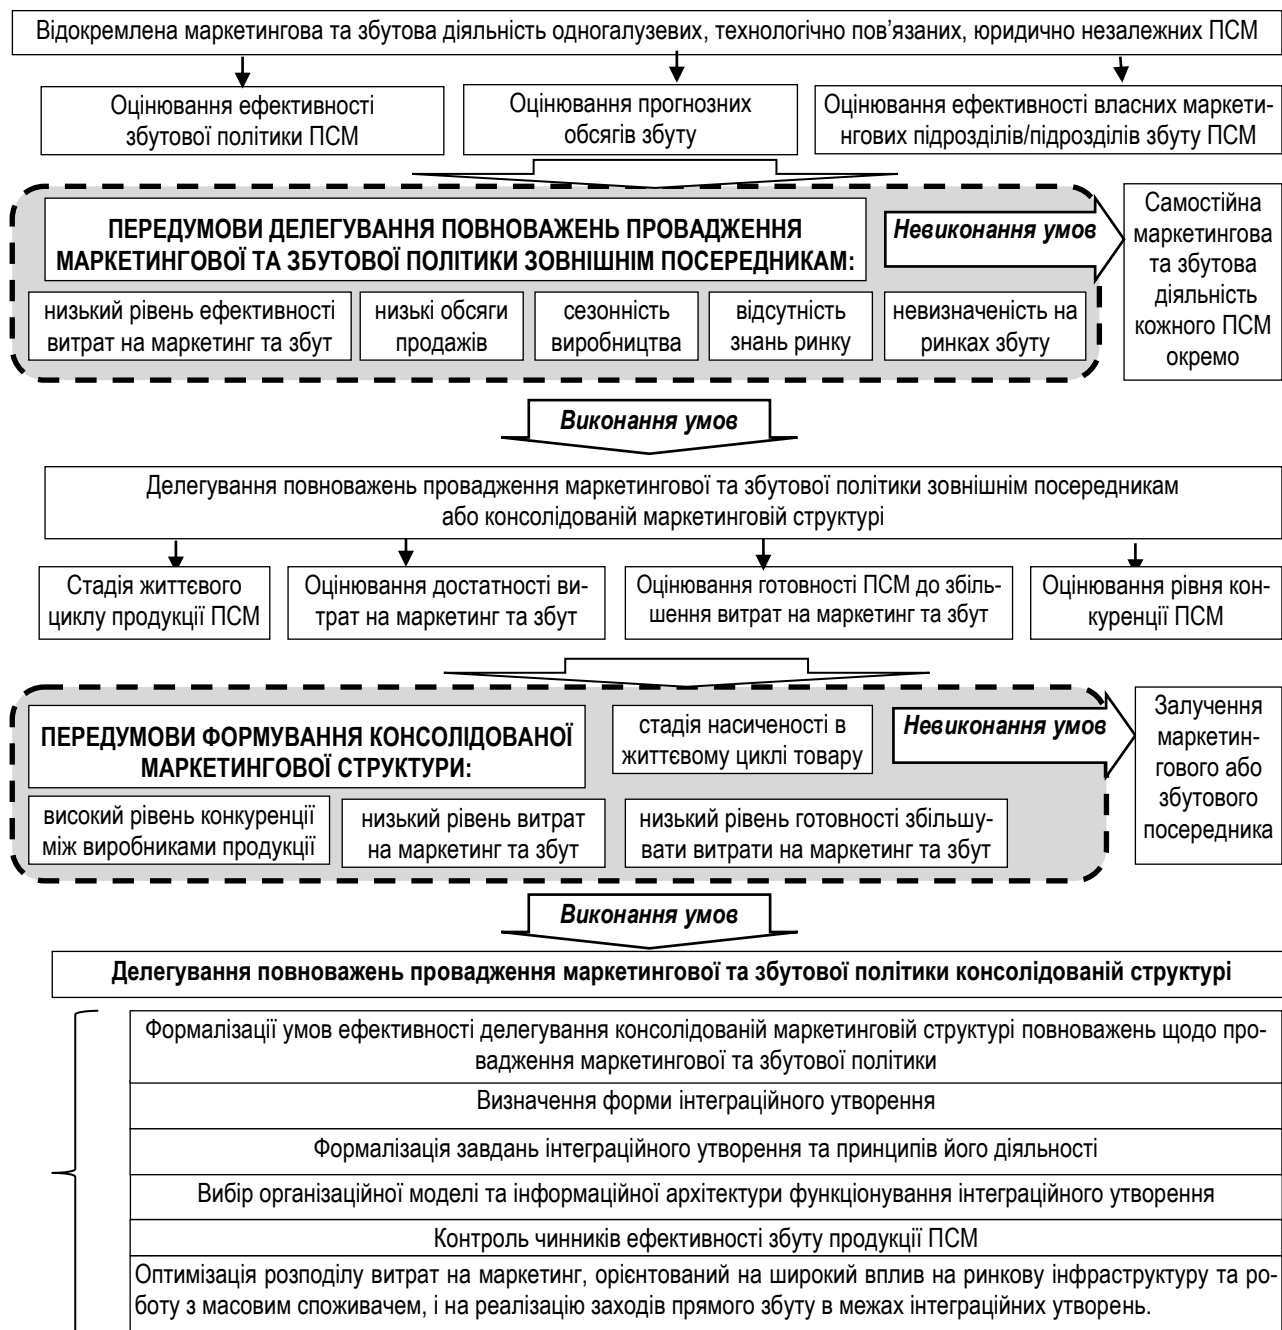 Відокремлена маркетингова та збутова діяльність одногалузевих, технологічно пов’язаних, юридично незалежних ПСМ
Оцінювання ефективності
збутової політики ПСМ
Оцінювання прогнозних
обсягів збуту
Оцінювання ефективності власних маркети-
нгових підрозділів/підрозділів збуту ПСМ
ПЕРЕДУМОВИ ДЕЛЕГУВАННЯ ПОВНОВАЖЕНЬ ПРОВАДЖЕННЯ
МАРКЕТИНГОВОЇ ТА ЗБУТОВОЇ ПОЛІТИКИ ЗОВНІШНІМ ПОСЕРЕДНИКАМ:
Невиконання умов
Самостійна
маркетингова
та збутова
діяльність
кожного ПСМ
окремо
низький рівень ефективності
витрат на маркетинг та збут
низькі обсяги
продажів
сезонність
виробництва
відсутність
знань ринку
невизначеність на
ринках збуту
Виконання умов
Делегування повноважень провадження маркетингової та збутової політики зовнішнім посередникам
або консолідованій маркетинговій структурі
Стадія життєвого
циклу продукції ПСМ
Оцінювання достатності ви-
трат на маркетинг та збут
Оцінювання готовності ПСМ до збіль-
шення витрат на маркетинг та збут
Оцінювання рівня кон-
куренції ПСМ
ПЕРЕДУМОВИ ФОРМУВАННЯ КОНСОЛІДОВАНОЇ
МАРКЕТИНГОВОЇ СТРУКТУРИ:
стадія насиченості в
життєвому циклі товару
Невиконання умов
Залучення
маркетин-
гового або
збутового
посередника
високий рівень конкуренції
між виробниками продукції
низький рівень витрат
на маркетинг та збут
низький рівень готовності збільшу-
вати витрати на маркетинг та збут
Виконання умов
Делегування повноважень провадження маркетингової та збутової політики консолідованій структурі
Формалізації умов ефективності делегування консолідованій маркетинговій структурі повноважень щодо про-
вадження маркетингової та збутової політики
Визначення форми інтеграційного утворення
Формалізація завдань інтеграційного утворення та принципів його діяльності
Вибір організаційної моделі та інформаційної архітектури функціонування інтеграційного утворення
Контроль чинників ефективності збуту продукції ПСМ
Оптимізація розподілу витрат на маркетинг, орієнтований на широкий вплив на ринкову інфраструктуру та ро-
боту з масовим споживачем, і на реалізацію заходів прямого збуту в межах інтеграційних утворень.